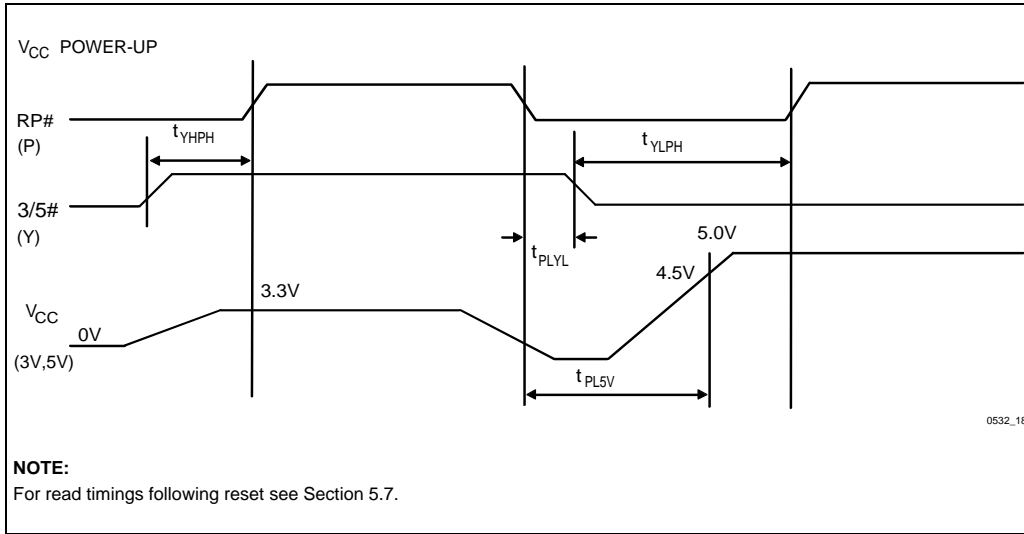 VCC POWER-UP
RP#
(P)
tYHPH
tYLPH
3/5#
(Y)
tPLYL
5.0V
4.5V
3.3V
VCC
0V
(3V,5V)
tPL5V
0532_18
NOTE:
For read timings following reset see Section 5.7.